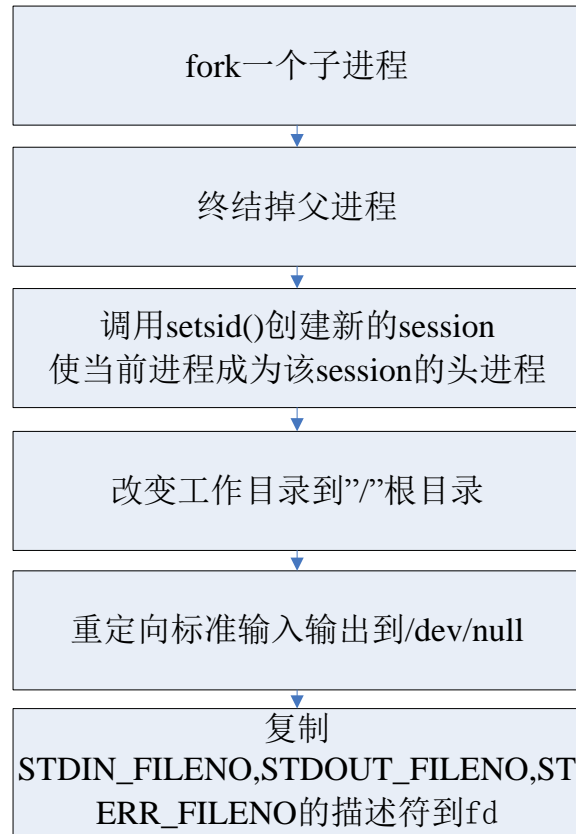 fork一个子进程
终结掉父进程
调用setsid()创建新的session
使当前进程成为该session的头进程
改变工作目录到”/”根目录
重定向标准输入输出到/dev/null
复制
STDIN_FILENO,STDOUT_FILENO,ST
ERR_FILENO的描述符到fd